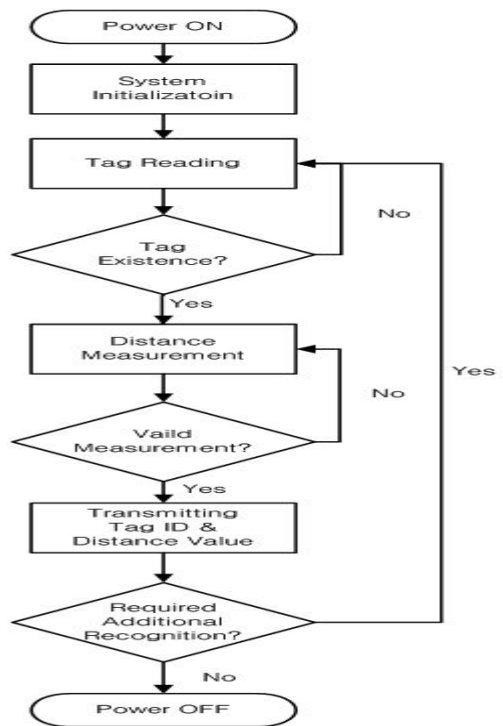 Power ON
System
Initializatoin
Tag Reading
No
Tag
Existence?
Yes
Distance
Measurement
Yes
No
Vaild
Measurement?
Yes
Transmitting
Tag ID &
Distance Value
Required
Additional
Recognition?
No
Power OFF